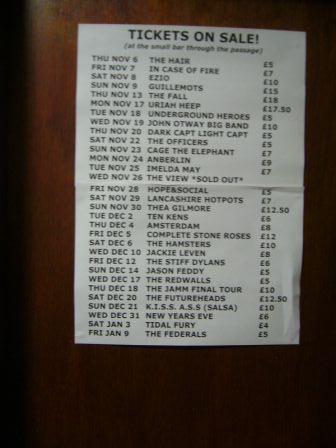 TICKETS ON SALE!
(at the small bar through the passage)
THU NOV 6 THE HAIR £5
FRI NOV 7 IN CASE OF FIRE £7
SAT NOV 8 EZIO £10
SUN NOV 9 GUILLEMOTS £15
THU NOV 13 THE FALL £18
MON NOV 17 URIAH HEEP £17.50
TUE NOV 18 UNDERGROUND HEROES £5
WED NOV 19 JOHN OTWAY BIG BAND £10
THU NOV 20 DARK CAPT LIGHT CAPT £5
SAT NOV 22 THE OFFICERS £5
SUN NOV 23 CAGE THE ELEPHANT £7
MON NOV 24 ANBERLIN £9
TUE NOV 25 IMELDA MAY £7
WED NOV 26 THE VIEW *SOLD OUT*
FRI NOV 28 HOPE&SOCIAL £5
SAT NOV 29 LANCASHIRE HOTPOTS £7
SUN NOV 30 THEA GILMORE £12.50
TUE DEC 2 TEN KENS £6
THU DEC 4 AMSTERDAM £8
FRI DEC 5 COMPLETE STONE ROSES £12
SAT DEC 6 THE HAMSTERS £10
WED DEC 10 JACKIE LEVEN £8
FRI DEC 12 THE STIFF DYLANS £6
SUN DEC 14 JASON FEDDY £5
WED DEC 17 THE REDWALLS £5
THU DEC 18 THE JAMM FINAL TOUR £10
SAT DEC 20 THE FUTUREHEADS £12.50
SUN DEC 21 K.I.S.S. A.S.S (SALSA) £10
WED DEC 31 NEW YEARS EVE £6
SAT JAN 3 TIDAL FURY £4
FRI JAN 9 THE FEDERALS £5